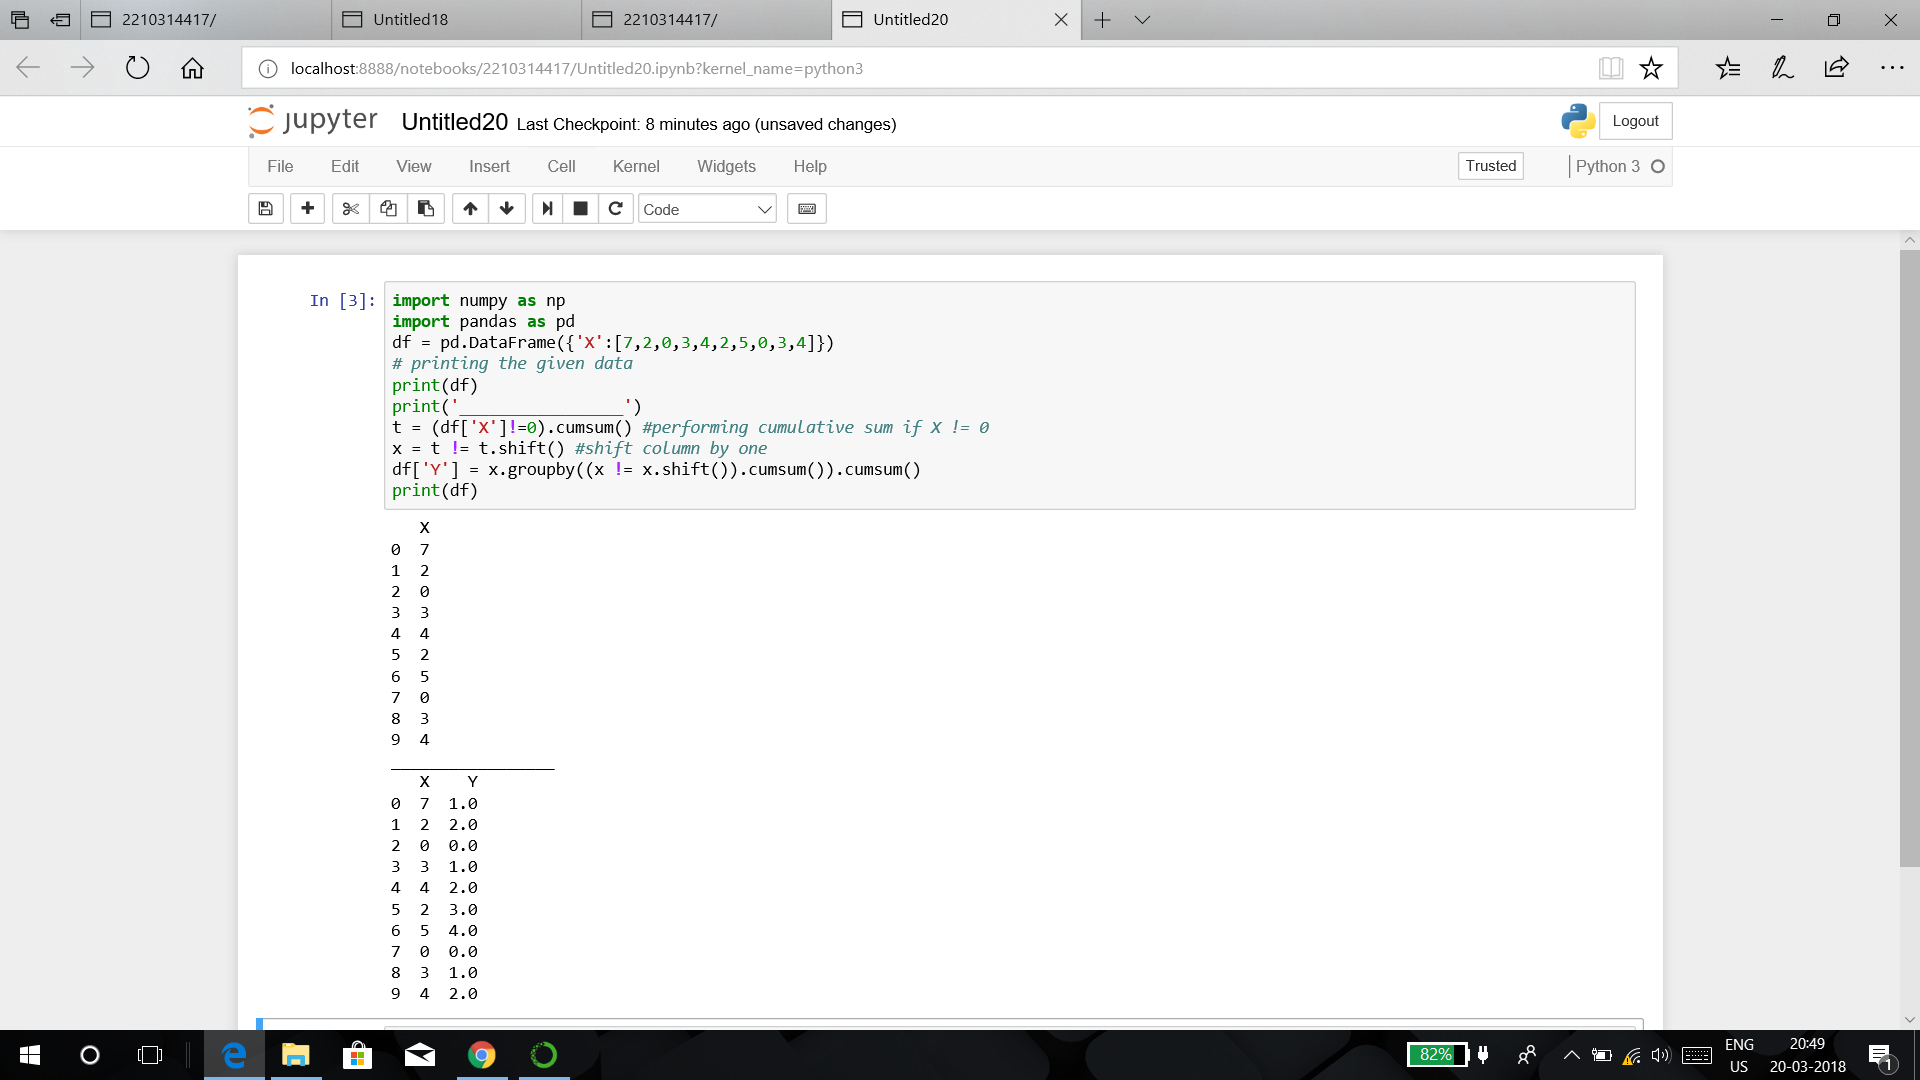 2210314417/ Untitled18 2210314417/ Untitled20
localhost:8888/notebooks/2210314417/Untitled20.ipynb?kernel_name=python3
jupyter Untitled20 Last Checkpoint: 8 minutes ago (unsaved changes) Logout
File Edit View Insert Cell Kernel Widgets Help Trusted Python 3
Code
In [3]: import numpy as np
import pandas as pd
df = pd.DataFrame({'X':[7,2,0,3,4,2,5,0,3,4]})
# printing the given data
print(df)
print('_________________')
t = (df['X']!=0).cumsum() #performing cumulative sum if X != 0
x = t != t.shift() #shift column by one
df['Y'] = x.groupby((x != x.shift()).cumsum()).cumsum()
print(df)
X
0 7
1 2
2 0
3 3
4 4
5 2
6 5
7 0
8 3
9 4
_________________
X Y
0 7 1.0
1 2 2.0
2 0 0.0
3 3 1.0
4 4 2.0
5 2 3.0
6 5 4.0
7 0 0.0
8 3 1.0
9 4 2.0
82% ENG 20:49
US 20-03-2018 1